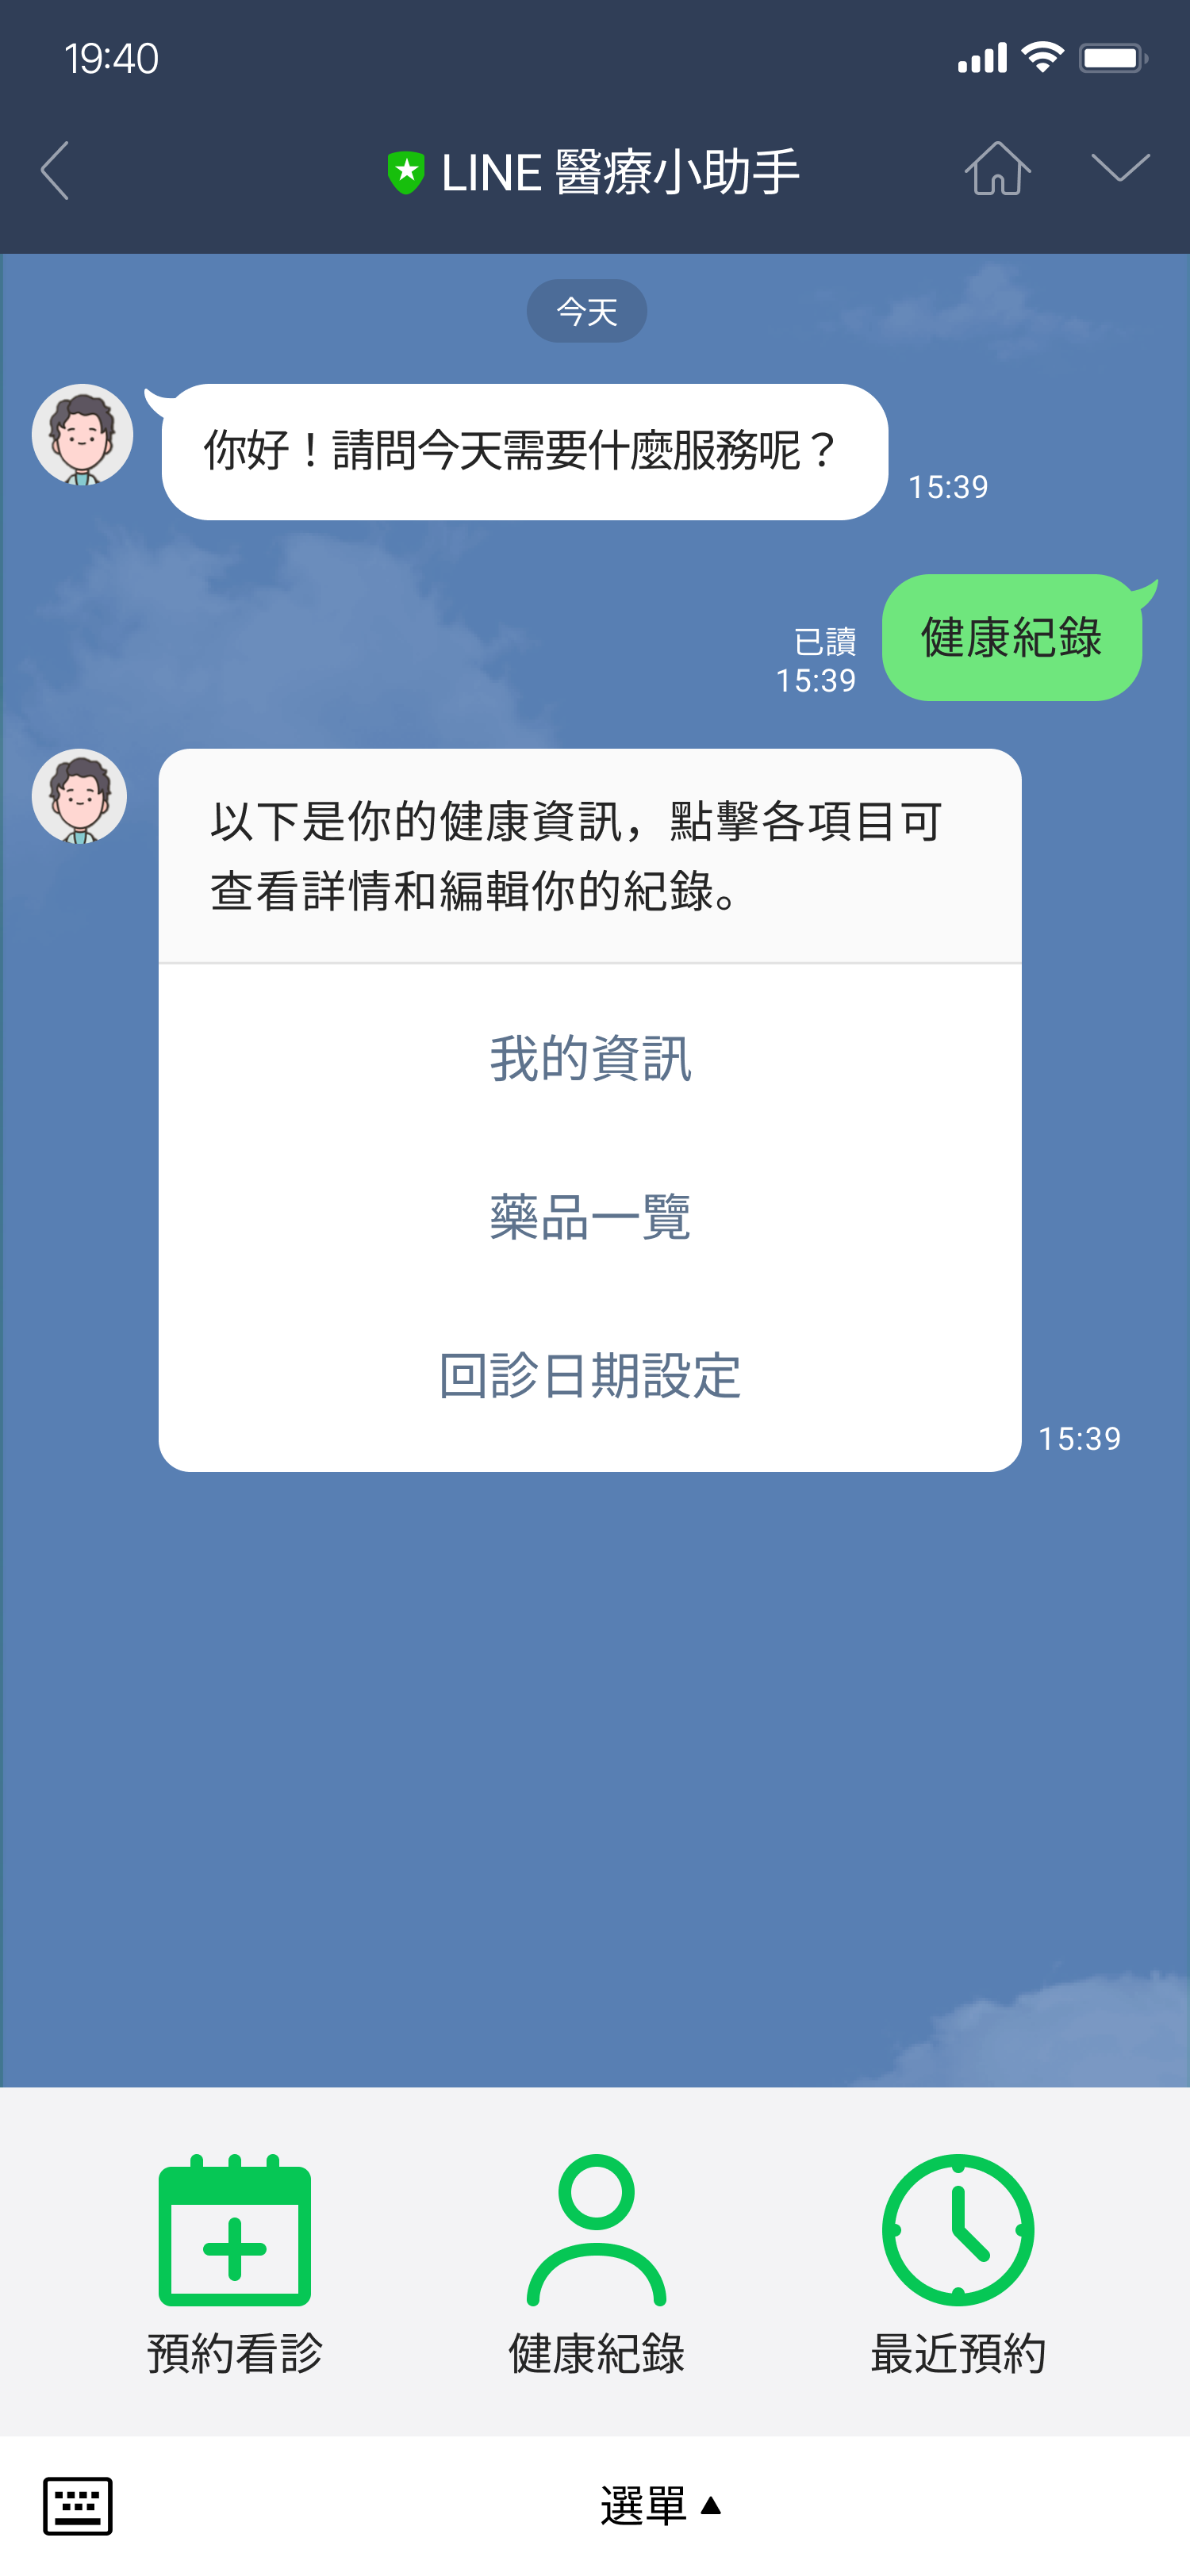 19:40
LINE 醫療小助手
今天
你好！請問今天需要什麼服務呢？
15:39
健康紀錄
已讀
15:39
以下是你的健康資訊，點擊各項目可
查看詳情和編輯你的紀錄。
我的資訊
藥品一覽
回診日期設定
15:39
預約看診
健康紀錄
最近預約
選單▲